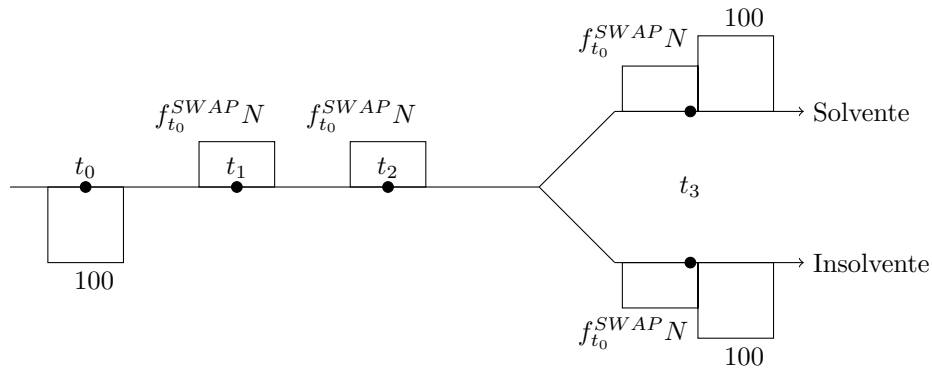 100
$f_{t_0}^{SWAP}N$
Solvente
$f_{t_0}^{SWAP}N$ $f_{t_0}^{SWAP}N$
$t_0$ $t_1$ $t_2$
$t_3$
100
Insolvente
$f_{t_0}^{SWAP}N$
100